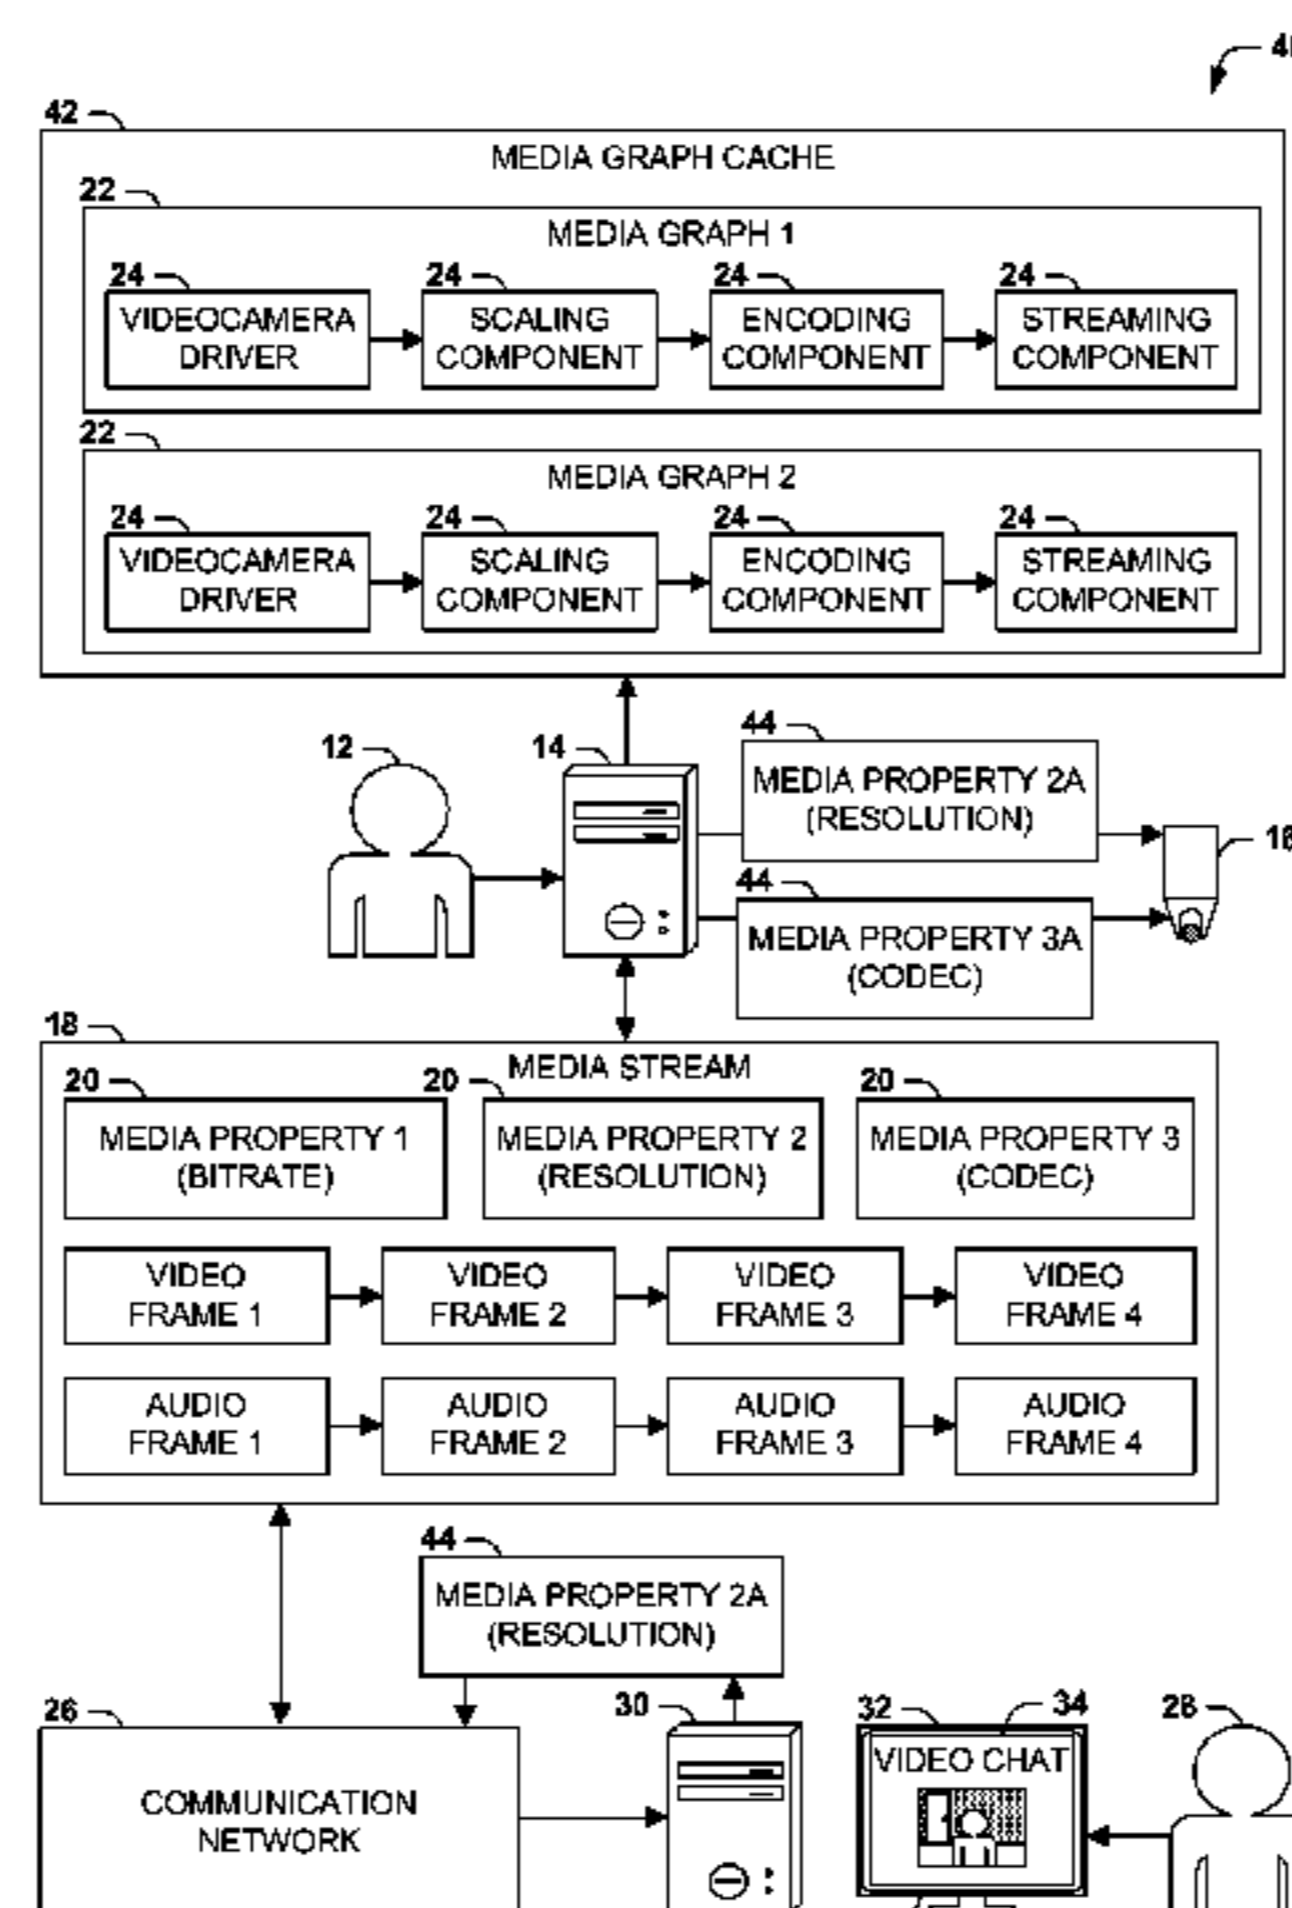 42
MEDIA GRAPH CACHE
22
MEDIA GRAPH 1
24 24 24 24
VIDEOCAMERA DRIVER
SCALING COMPONENT
ENCODING COMPONENT
STREAMING COMPONENT
22
MEDIA GRAPH 2
24 24 24 24
VIDEOCAMERA DRIVER
SCALING COMPONENT
ENCODING COMPONENT
STREAMING COMPONENT
12
14
44
MEDIA PROPERTY 2A
(RESOLUTION)
16
44
MEDIA PROPERTY 3A
(CODEC)
18
MEDIA STREAM
20 20 20
MEDIA PROPERTY 1
(BITRATE)
MEDIA PROPERTY 2
(RESOLUTION)
MEDIA PROPERTY 3
(CODEC)
VIDEO FRAME 1
VIDEO FRAME 2
VIDEO FRAME 3
VIDEO FRAME 4
AUDIO FRAME 1
AUDIO FRAME 2
AUDIO FRAME 3
AUDIO FRAME 4
44
MEDIA PROPERTY 2A
(RESOLUTION)
26
COMMUNICATION
NETWORK
30
32
34
VIDEO CHAT
28